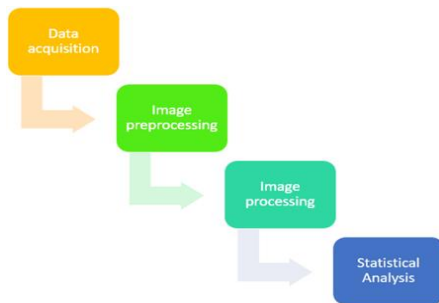 Data
acquisition
Image
preprocessing
Image
processing
Statistical
Analysis